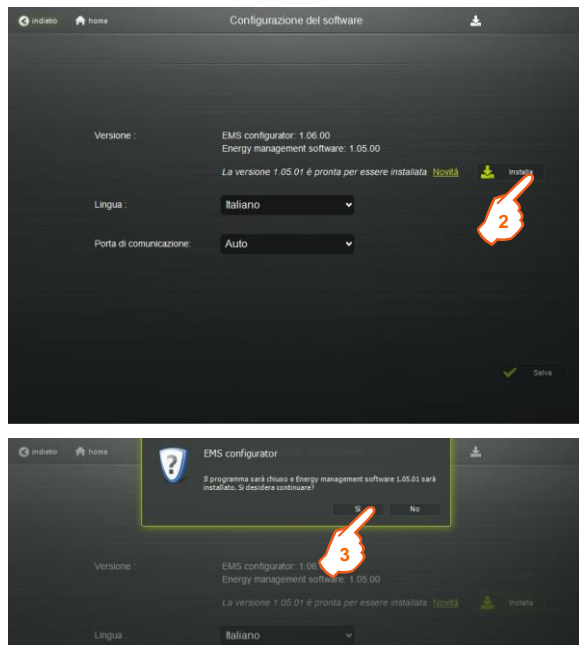 indietro home Configurazione del software
Versione : EMS configurator: 1.06.00
Energy management software: 1.05.00
La versione 1.05.01 è pronta per essere installata Novità Installa
2
Lingua : Italiano
Porta di comunicazione: Auto
Salva
indietro home EMS configurator
Il programma sarà chiuso e Energy management software 1.05.01 sarà
installato. Si desidera continuare?
Sì No
3
Versione : EMS configurator: 1.06
Energy management software: 1.05.00
La versione 1.05.01 è pronta per essere installata Novità Installa
Lingua : Italiano